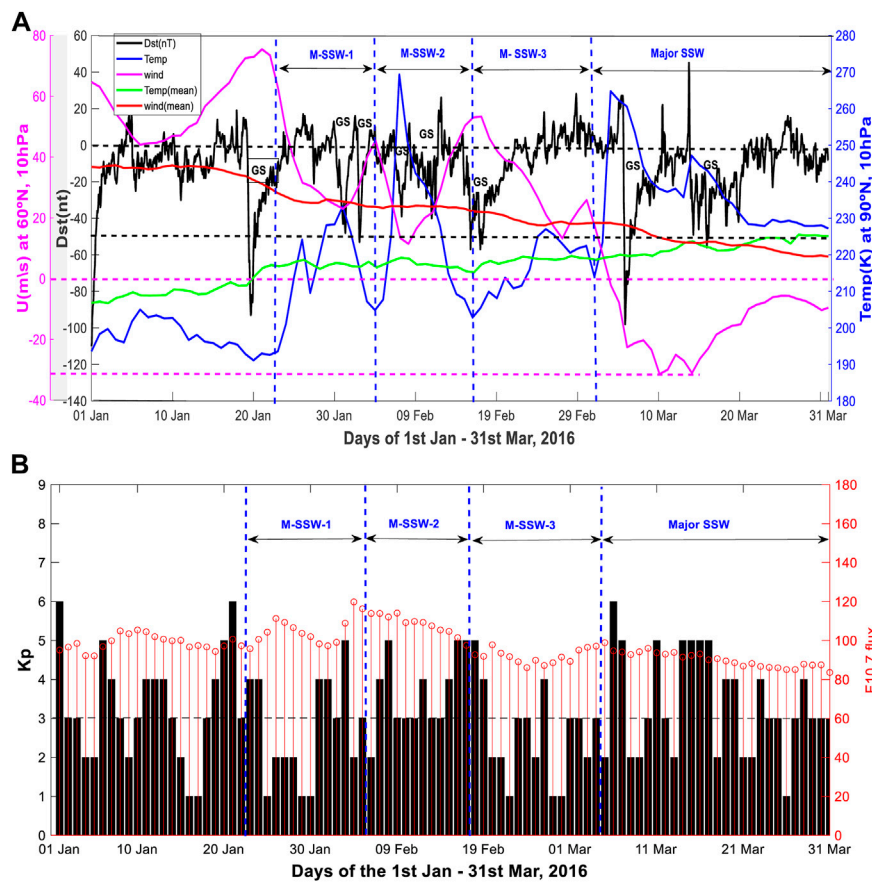 A
M-SSW-1
M-SSW-2
M- SSW-3
Major SSW
Dst(nT)
Temp
wind
Temp(mean)
wind(mean)
U(m\s) at 60ºN, 10hPa
80
60
40
20
0
-20
-40
Dst(nt)
60
40
20
0
-20
-40
-60
-80
-100
-120
-140
GS
GS
GS
GS
GS
GS
GS
GS
Temp(K) at 90ºN, 10hPa
280
270
260
250
240
230
220
210
200
190
180
01 Jan
10 Jan
20 Jan
30 Jan
09 Feb
19 Feb
29 Feb
10 Mar
20 Mar
31 Mar
Days of 1st Jan - 31st Mar, 2016
B
M-SSW-1
M-SSW-2
M-SSW-3
Major SSW
Kp
9
8
7
6
5
4
3
2
1
0
F10.7 flux
180
160
140
120
100
80
60
40
20
0
01 Jan
10 Jan
20 Jan
30 Jan
09 Feb
19 Feb
01 Mar
11 Mar
21 Mar
31 Mar
Days of the 1st Jan - 31st Mar, 2016